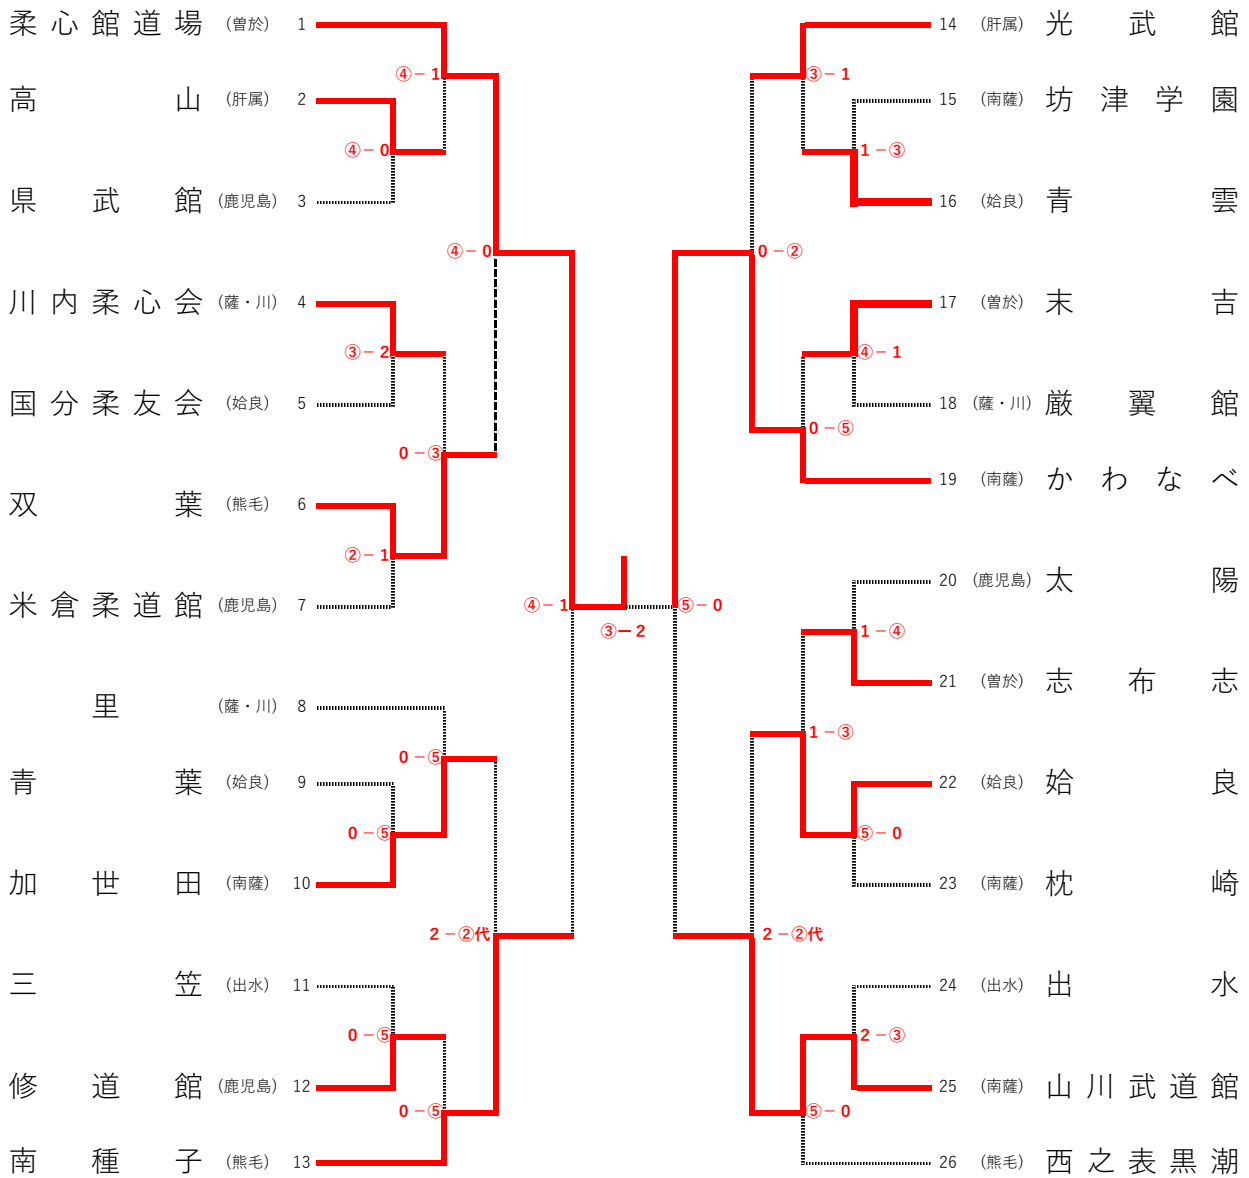 柔心館道場 (曽於) 1
④－1
高山 (肝属) 2
④－0
県武館 (鹿児島) 3
④－0
川内柔心会 (薩・川) 4
③－2
国分柔友会 (姶良) 5
0－③
双葉 (熊毛) 6
②－1
米倉柔道館 (鹿児島) 7
④－1
③－2
里 (薩・川) 8
0－⑤
青葉 (姶良) 9
0－⑤
加世田 (南薩) 10
2－②代
三笠 (出水) 11
0－⑤
修道館 (鹿児島) 12
0－⑤
南種子 (熊毛) 13
14 (肝属) 光武館
③－1
15 (南薩) 坊津学園
1－③
16 (姶良) 青雲
0－②
17 (曽於) 末吉
④－1
18 (薩・川) 厳翼館
0－⑤
19 (南薩) かわなべ
20 (鹿児島) 太陽
⑤－0
1－④
21 (曽於) 志布志
1－③
22 (姶良) 姶良
⑤－0
23 (南薩) 枕崎
2－②代
24 (出水) 出水
2－③
25 (南薩) 山川武道館
⑤－0
26 (熊毛) 西之表黒潮